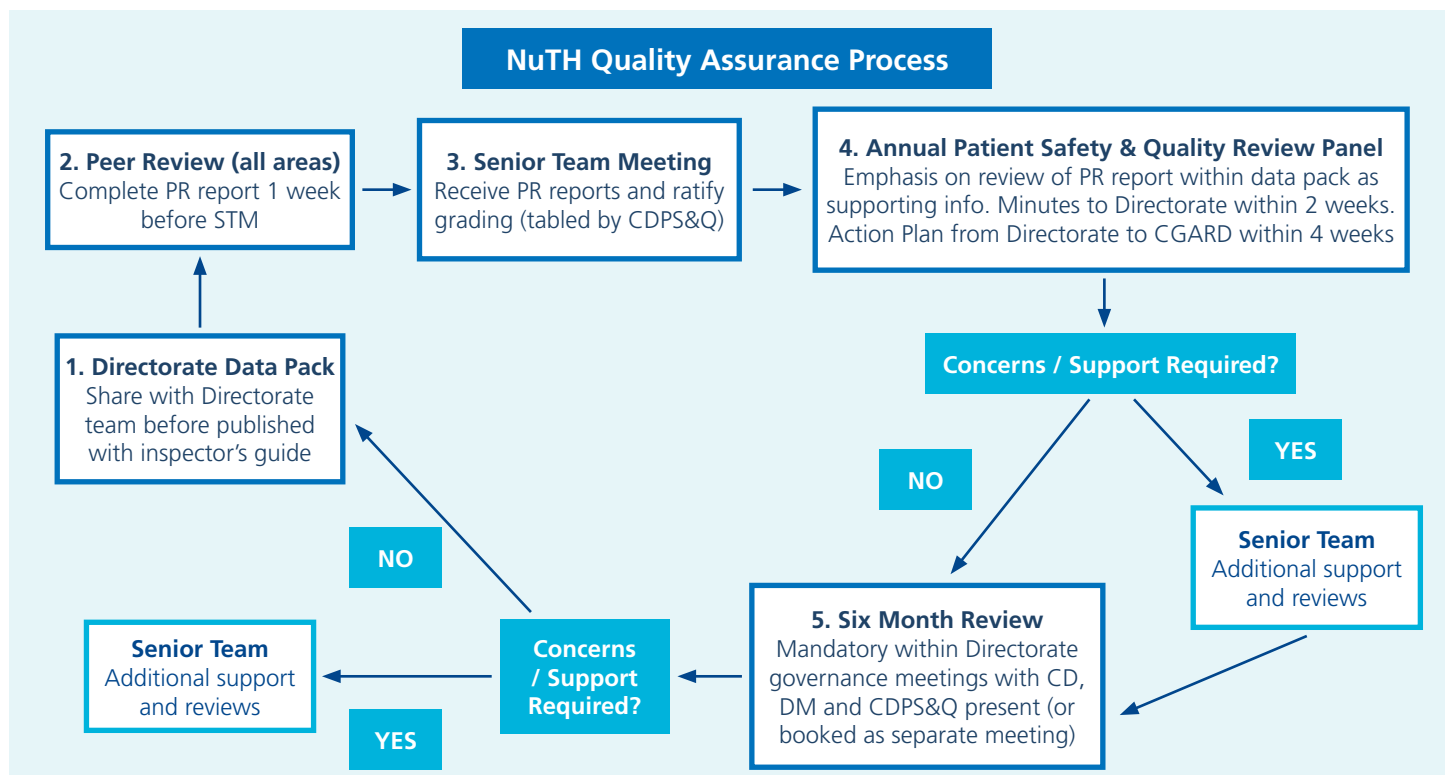 NuTH Quality Assurance Process
2. Peer Review (all areas)
Complete PR report 1 week
before STM
3. Senior Team Meeting
Receive PR reports and ratify
grading (tabled by CDPS&Q)
4. Annual Patient Safety & Quality Review Panel
Emphasis on review of PR report within data pack as
supporting info. Minutes to Directorate within 2 weeks.
Action Plan from Directorate to CGARD within 4 weeks
1. Directorate Data Pack
Share with Directorate
team before published
with inspector’s guide
Concerns / Support Required?
NO
YES
Senior Team
Additional support
and reviews
5. Six Month Review
Mandatory within Directorate
governance meetings with CD,
DM and CDPS&Q present (or
booked as separate meeting)
Concerns
/ Support
Required?
NO
YES
Senior Team
Additional support
and reviews